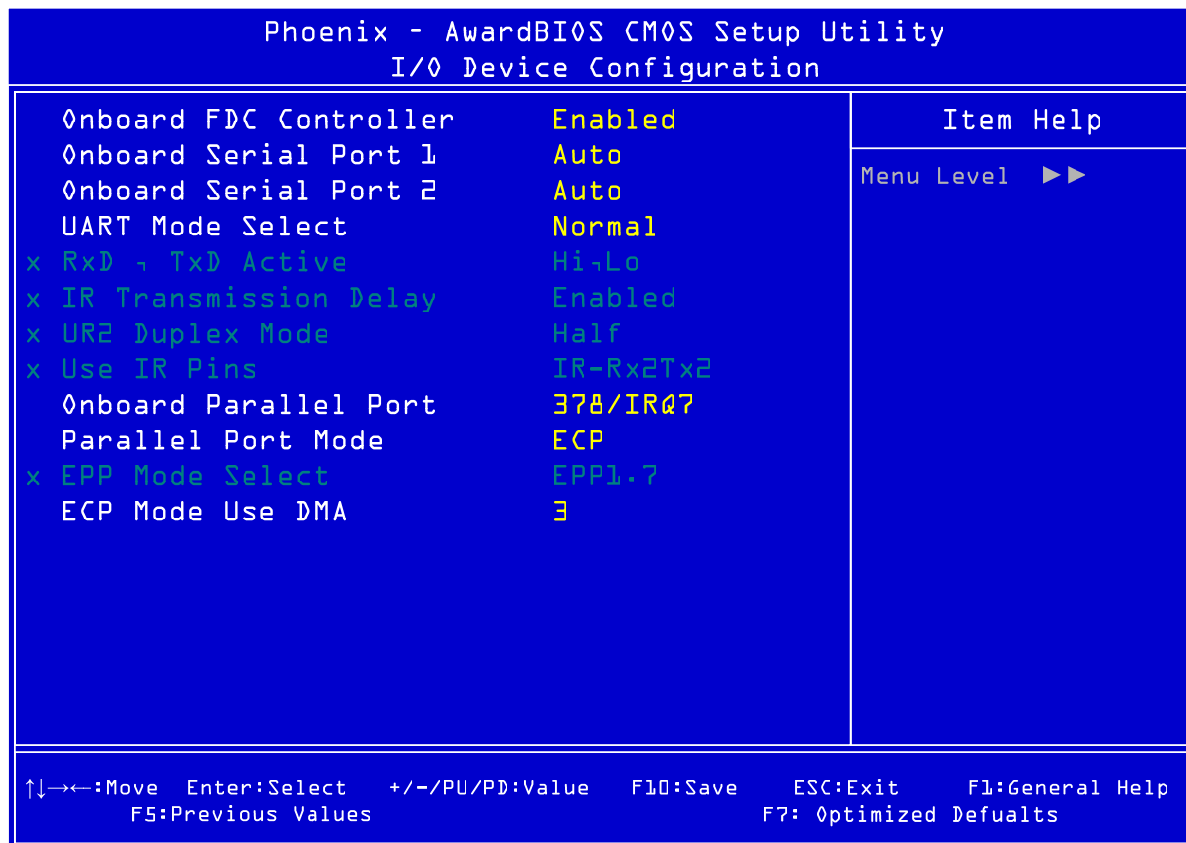 Phoenix - AwardBIOS CMOS Setup Utility
I/O Device Configuration
Onboard FDC Controller Enabled
Onboard Serial Port 1 Auto
Onboard Serial Port 2 Auto
UART Mode Select Normal
x RxD ¬ TxD Active Hi¬Lo
x IR Transmission Delay Enabled
x UR2 Duplex Mode Half
x Use IR Pins IR-Rx2Tx2
Onboard Parallel Port 378/IRQ7
Parallel Port Mode ECP
x EPP Mode Select EPP1.7
ECP Mode Use DMA 3
Item Help
Menu Level ▶▶
↑↓→←:Move Enter:Select +/-/PU/PD:Value F10:Save ESC:Exit F1:General Help
F5:Previous Values F7: Optimized Defualts